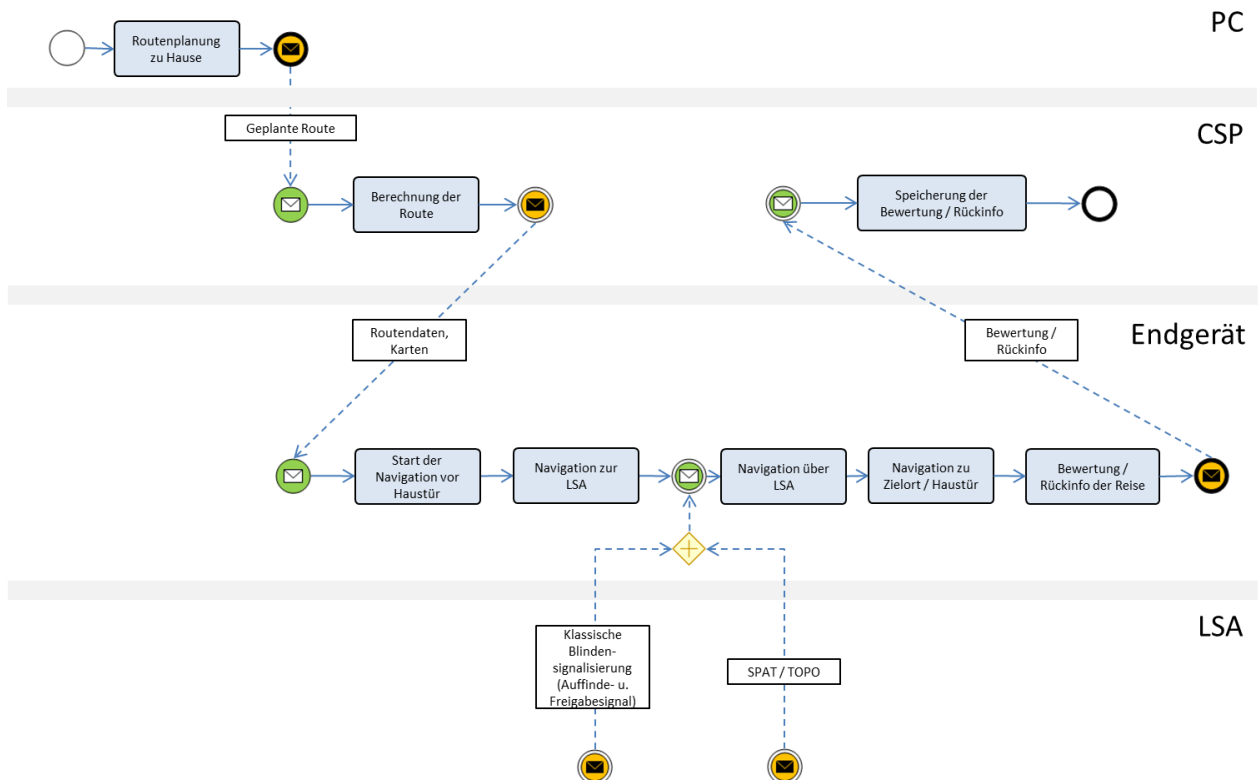 PC
Routenplanung
zu Hause
Geplante Route
CSP
Berechnung der
Route
Speicherung der
Bewertung / Rückinfo
Routendaten,
Karten
Bewertung /
Rückinfo
Endgerät
Start der
Navigation vor
Haustür
Navigation zur
LSA
Navigation über
LSA
Navigation zu
Zielort / Haustür
Bewertung /
Rückinfo der Reise
LSA
Klassische
Blinden-
signalisierung
(Auffinde- u.
Freigabesignal)
SPAT / TOPO